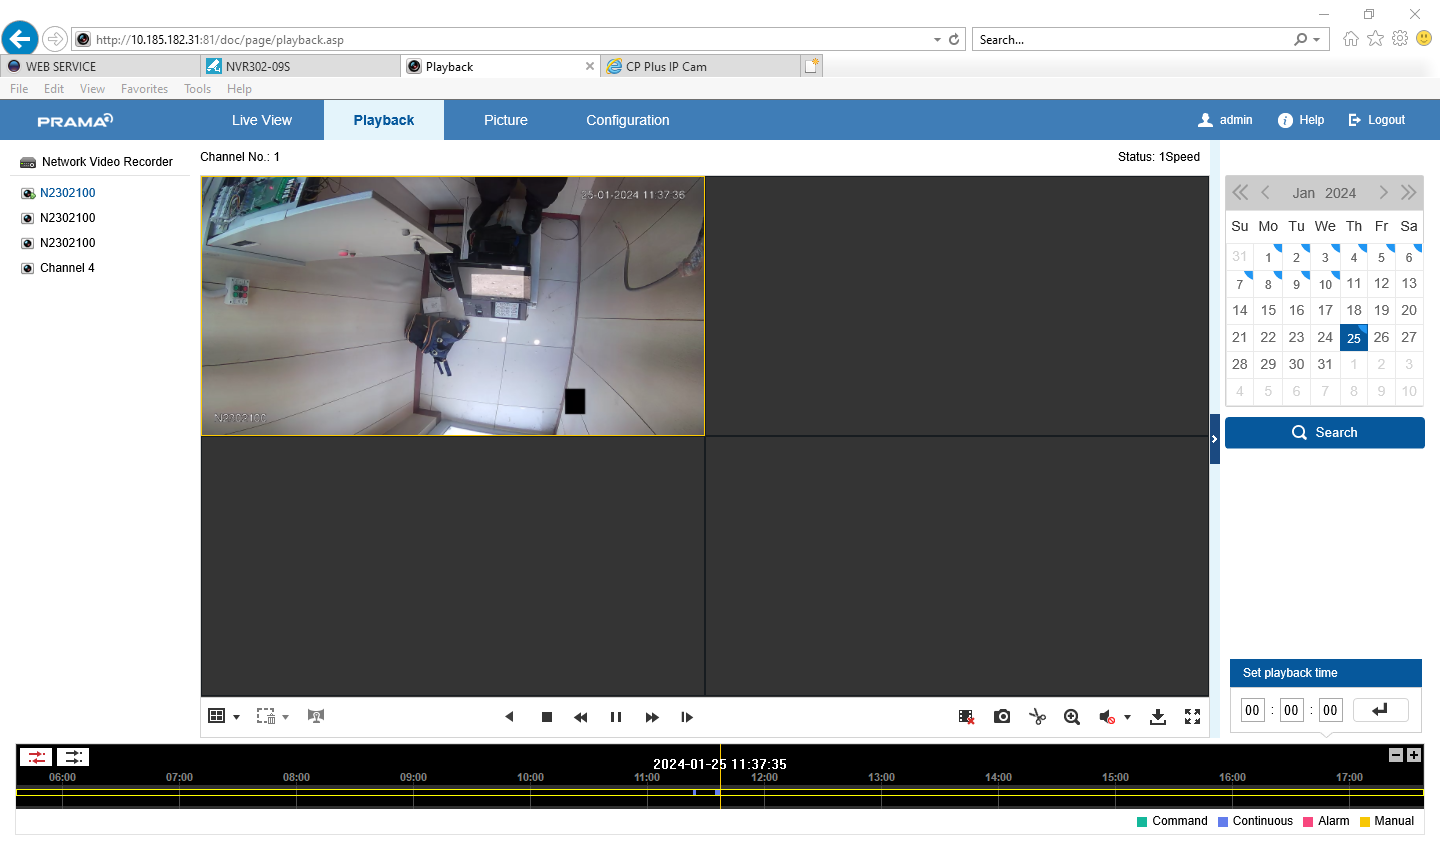 http://10.185.182.31:81/doc/page/playback.asp
Search...
WEB SERVICE
NVR302-09S
Playback
CP Plus IP Cam
File Edit View Favorites Tools Help
PRAMA
Live View
Playback
Picture
Configuration
admin
Help
Logout
Network Video Recorder
N2302100
N2302100
N2302100
Channel 4
Channel No.: 1
Status: 1Speed
25-01-2024 11:37:35
N2302100
Jan 2024
Su Mo Tu We Th Fr Sa
31 1 2 3 4 5 6
7 8 9 10 11 12 13
14 15 16 17 18 19 20
21 22 23 24 25 26 27
28 29 30 31 1 2 3
4 5 6 7 8 9 10
Search
Set playback time
00 : 00 : 00
2024-01-25 11:37:35
06:00 07:00 08:00 09:00 10:00 11:00 12:00 13:00 14:00 15:00 16:00 17:00
Command Continuous Alarm Manual